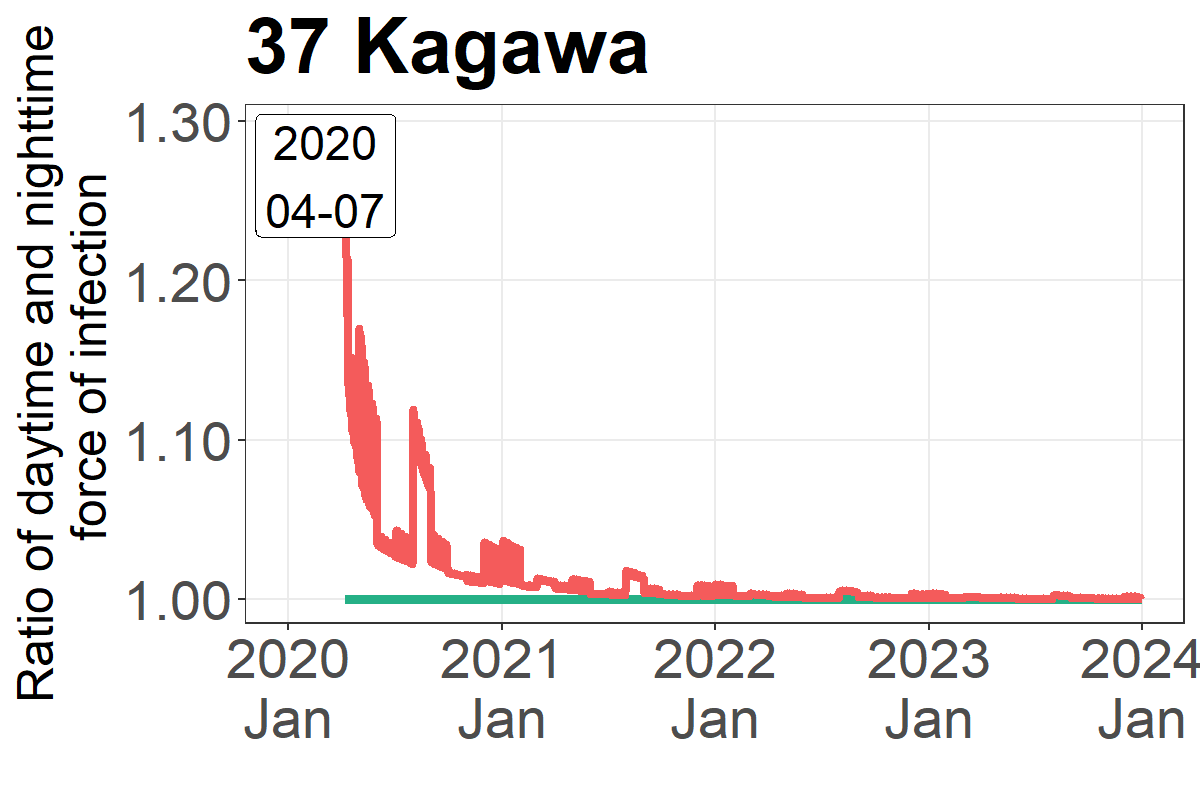 37 Kagawa
Ratio of daytime and nighttime
force of infection
1.30
1.20
1.10
1.00
2020
04-07
2020
Jan
2021
Jan
2022
Jan
2023
Jan
2024
Jan